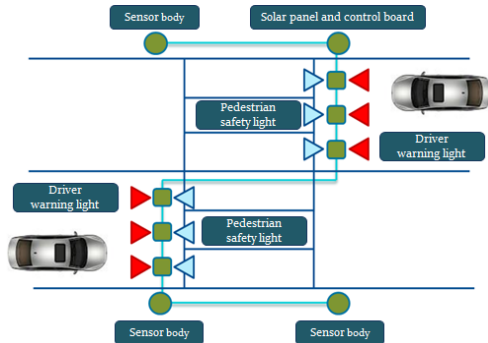 Sensor body
Solar panel and control board
Pedestrian
safety light
Driver
warning light
Driver
warning light
Pedestrian
safety light
Sensor body
Sensor body